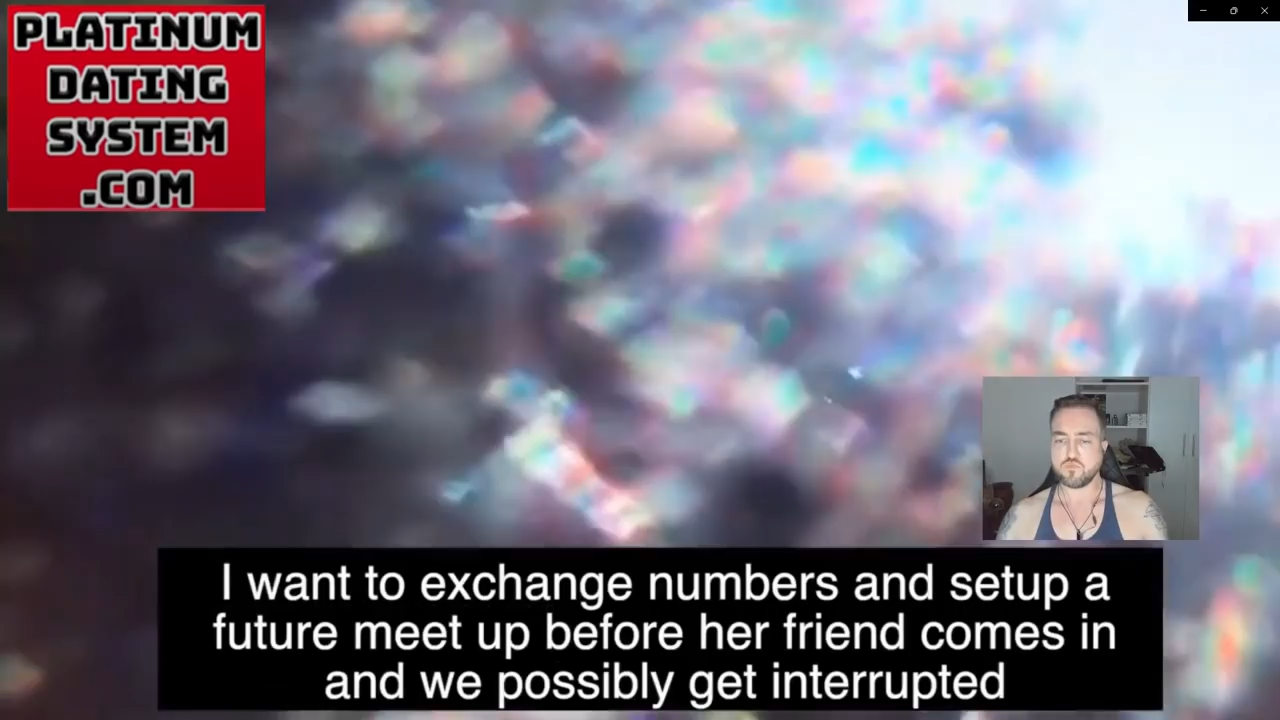 PLATINUM
DATING
SYSTEM
.COM
I want to exchange numbers and setup a
future meet up before her friend comes in
and we possibly get interrupted